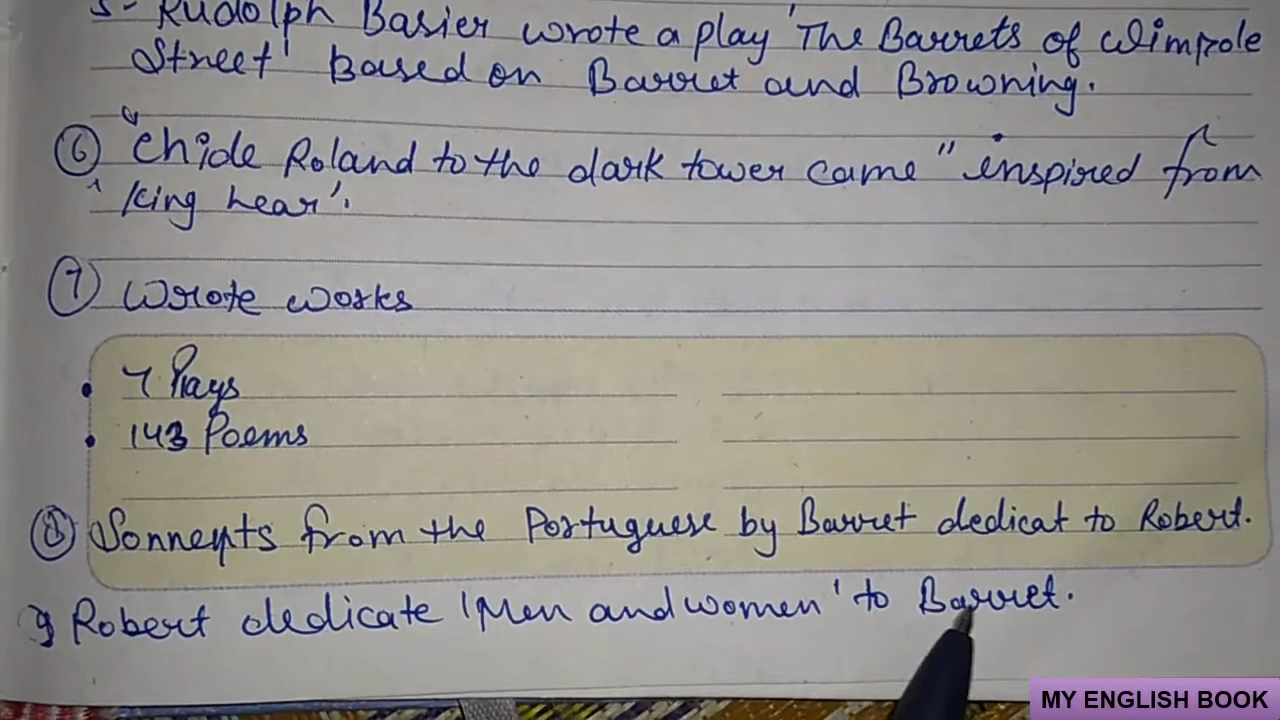 5- Rudolph Basier wrote a play 'The Barrets of Wimpole
Street' Based on Barret and Browning.
⑥ "Chide Roland to the dark tower came" inspired from
'King Lear'.
⑦ Wrote works
• 7 Plays
• 143 Poems
⑧ Sonneyts from the Portuguese by Barret dedicat to Robert.
9 Robert dedicate 'Men and women' to Barret.
MY ENGLISH BOOK